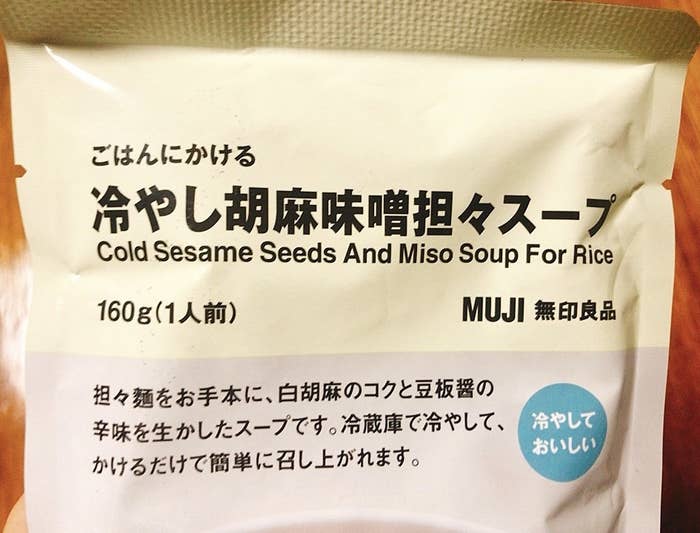 ごはんにかける
冷やし胡麻味噌担々スープ
Cold Sesame Seeds And Miso Soup For Rice
160g(1人前)
MUJI 無印良品
担々麺をお手本に、白胡麻のコクと豆板醤の
辛味を生かしたスープです。冷蔵庫で冷やして、
かけるだけで簡単に召し上がれます。
冷やして
おいしい